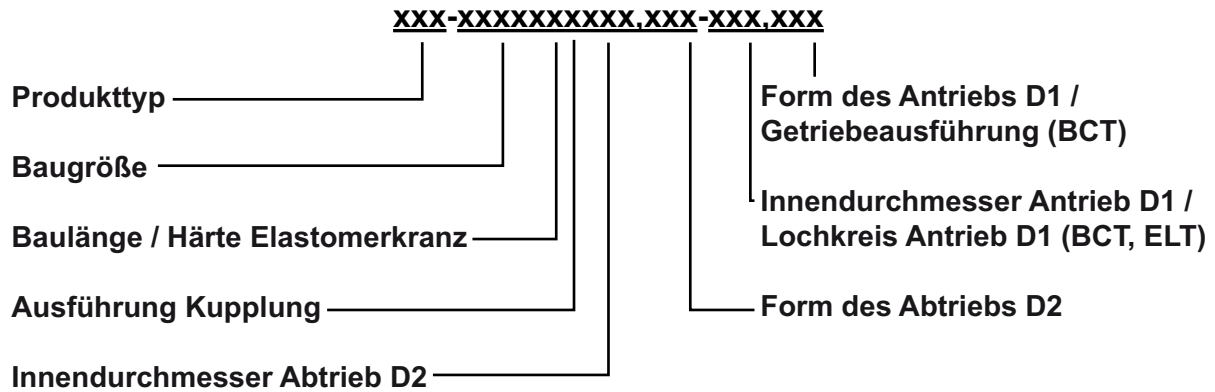 xxx-xxxxxxxxxx,xxx-xxx,xxx
Produkttyp
Baugröße
Baulänge / Härte Elastomerkranz
Ausführung Kupplung
Innendurchmesser Abtrieb D2
Form des Antriebs D1 /
Getriebeausführung (BCT)
Innendurchmesser Antrieb D1 /
Lochkreis Antrieb D1 (BCT, ELT)
Form des Abtriebs D2